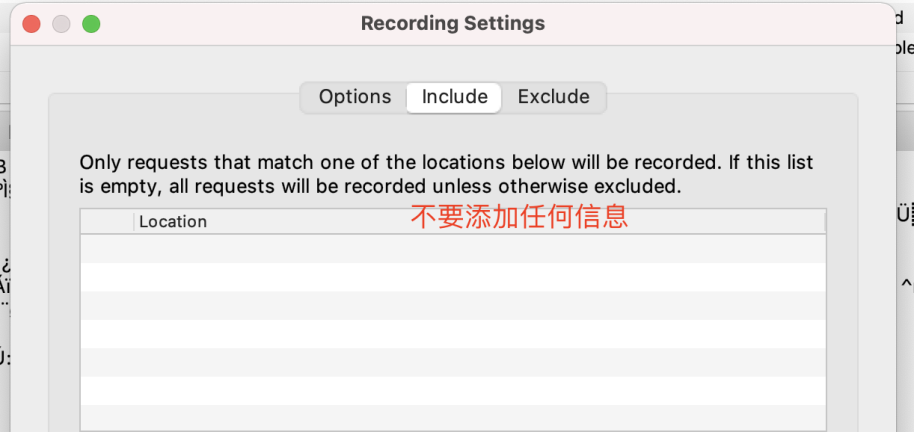 Recording Settings
Options Include Exclude
Only requests that match one of the locations below will be recorded. If this list
is empty, all requests will be recorded unless otherwise excluded.
Location
不要添加任何信息